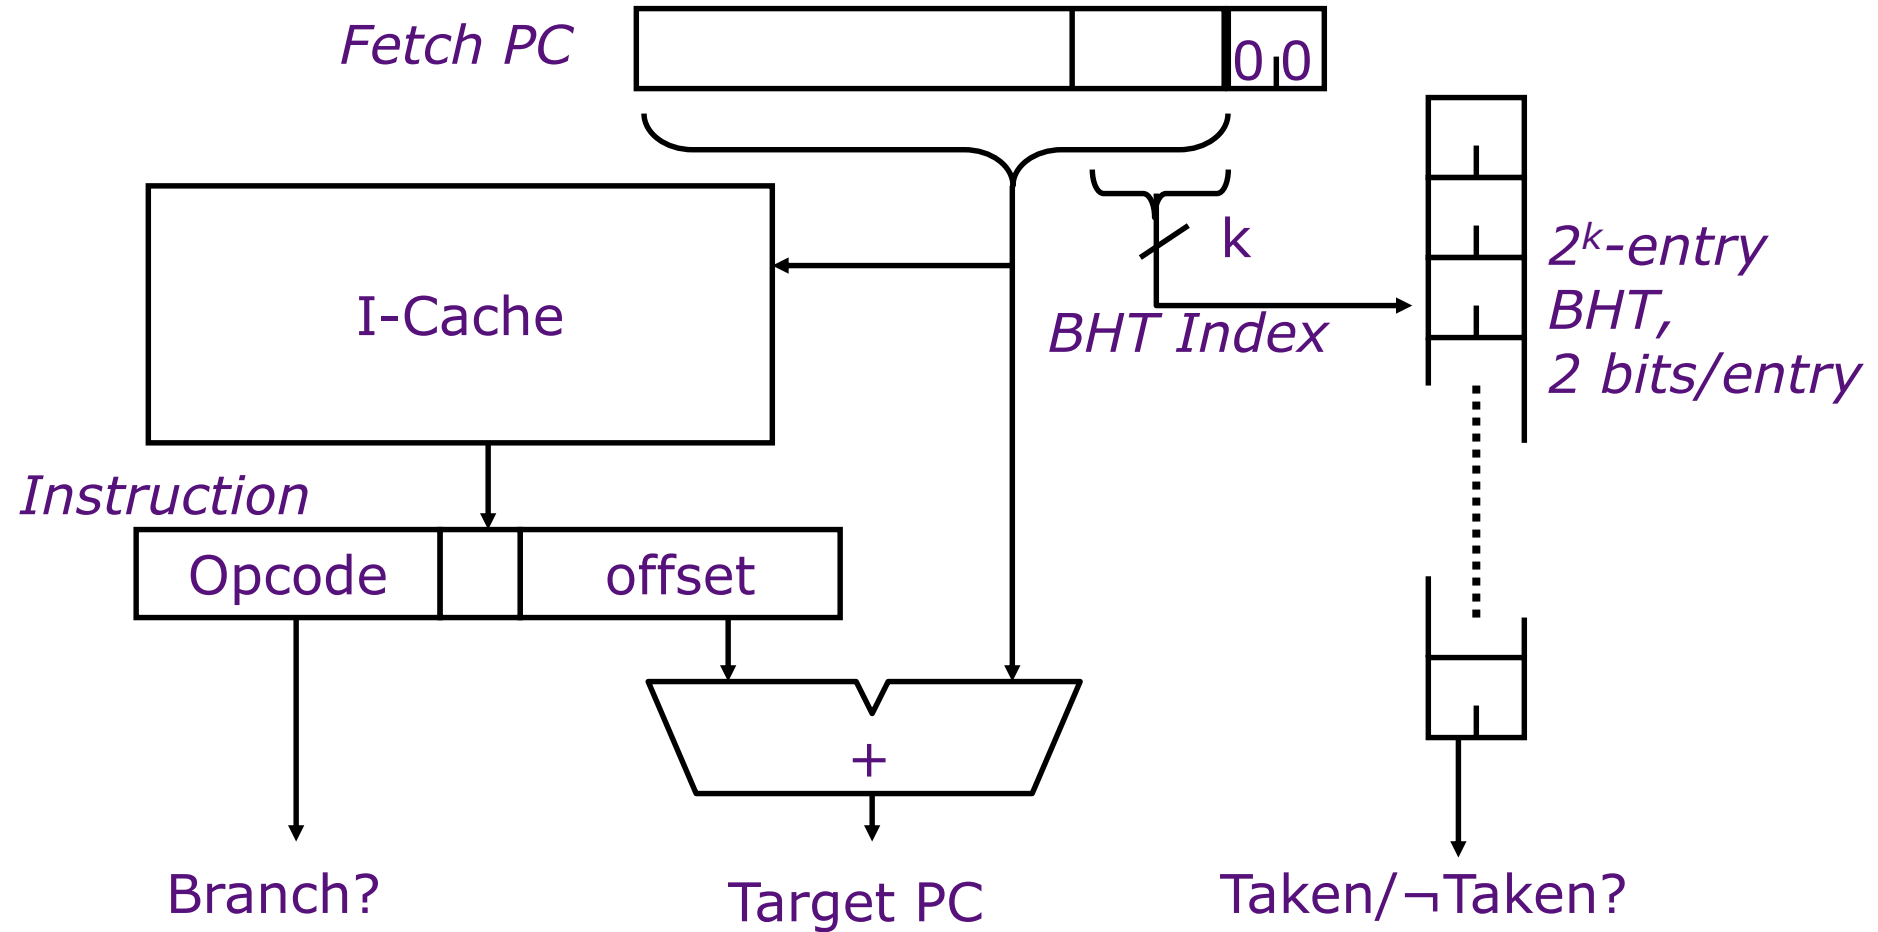 Fetch PC
0 0
k
2ᵏ-entry
BHT,
2 bits/entry
I-Cache
BHT Index
Instruction
Opcode
offset
+
Branch?
Target PC
Taken/¬Taken?